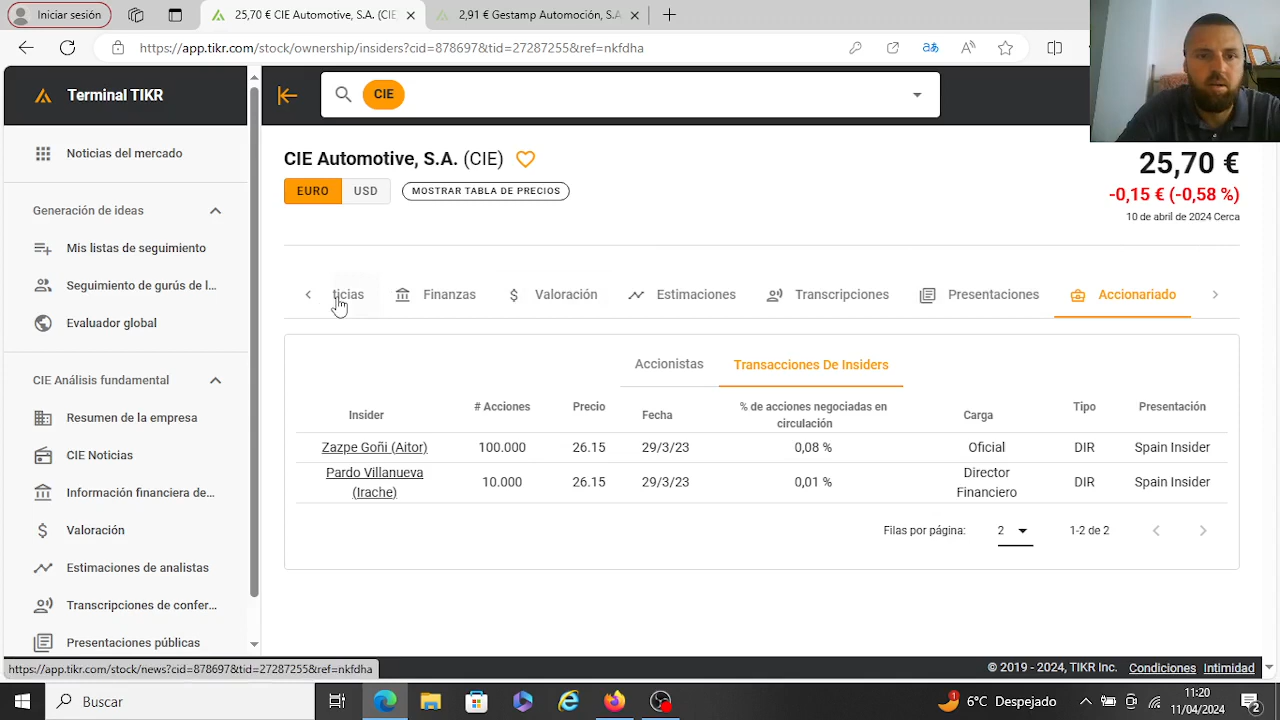 Inicio sesión
25,70 € CIE Automotive, S.A. (CIE)
2,91 € Gestamp Automoción, S.A
https://app.tikr.com/stock/ownership/insiders?cid=878697&tid=27287255&ref=nkfdha
Terminal TIKR
CIE
Noticias del mercado
Generación de ideas
Mis listas de seguimiento
Seguimiento de gurús de l...
Evaluador global
CIE Análisis fundamental
Resumen de la empresa
CIE Noticias
Información financiera de...
Valoración
Estimaciones de analistas
Transcripciones de confer...
Presentaciones públicas
CIE Automotive, S.A. (CIE)
EURO USD MOSTRAR TABLA DE PRECIOS
25,70 €
-0,15 € (-0,58 %)
10 de abril de 2024 Cerca
ticias Finanzas Valoración Estimaciones Transcripciones Presentaciones Accionariado
Accionistas Transacciones De Insiders
Insider # Acciones Precio Fecha % de acciones negociadas en circulación Carga Tipo Presentación
Zazpe Goñi (Aitor) 100.000 26.15 29/3/23 0,08 % Oficial DIR Spain Insider
Pardo Villanueva (Irache) 10.000 26.15 29/3/23 0,01 % Director Financiero DIR Spain Insider
Filas por página: 2 1-2 de 2
https://app.tikr.com/stock/news?cid=878697&tid=27287255&ref=nkfdha
© 2019 - 2024, TIKR Inc. Condiciones Intimidad
Buscar
6°C Despejado
11:20
11/04/2024